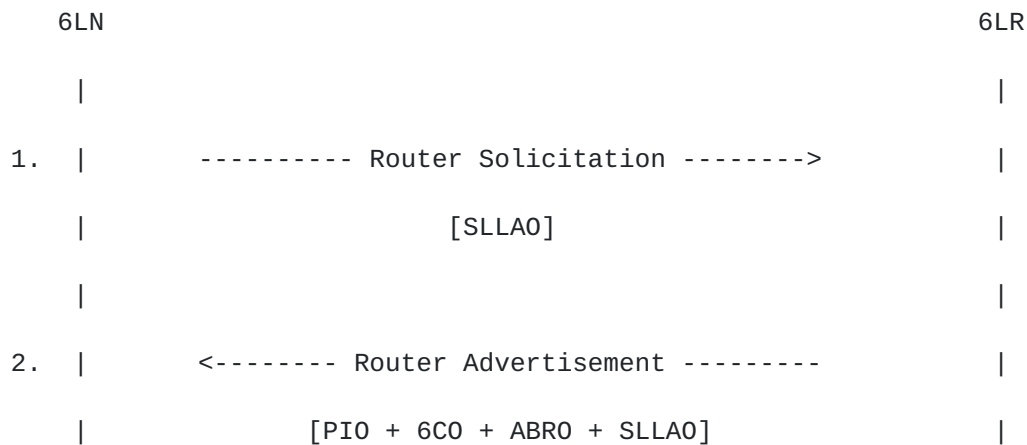 6LN                                                        6LR
|                                                           |
1.  |       ---------- Router Solicitation -------->           |
|                       [SLLAO]                            |
|                                                           |
2.  |       <-------- Router Advertisement ---------           |
|              [PIO + 6CO + ABRO + SLLAO]                  |